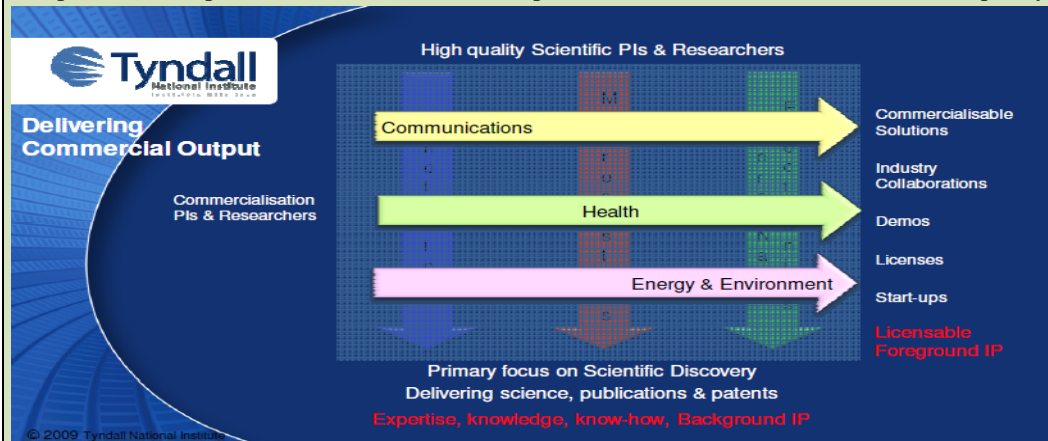 High quality Scientific PIs & Researchers
Tyndall
National Institute
Delivering
Commercial Output
Communications
Commercialisable
Solutions
Industry
Collaborations
Commercialisation
PIs & Researchers
Health
Demos
Licenses
Energy & Environment
Start-ups
Licensable
Foreground IP
Primary focus on Scientific Discovery
Delivering science, publications & patents
Expertise, knowledge, know-how, Background IP
© 2009 Tyndall National Institute